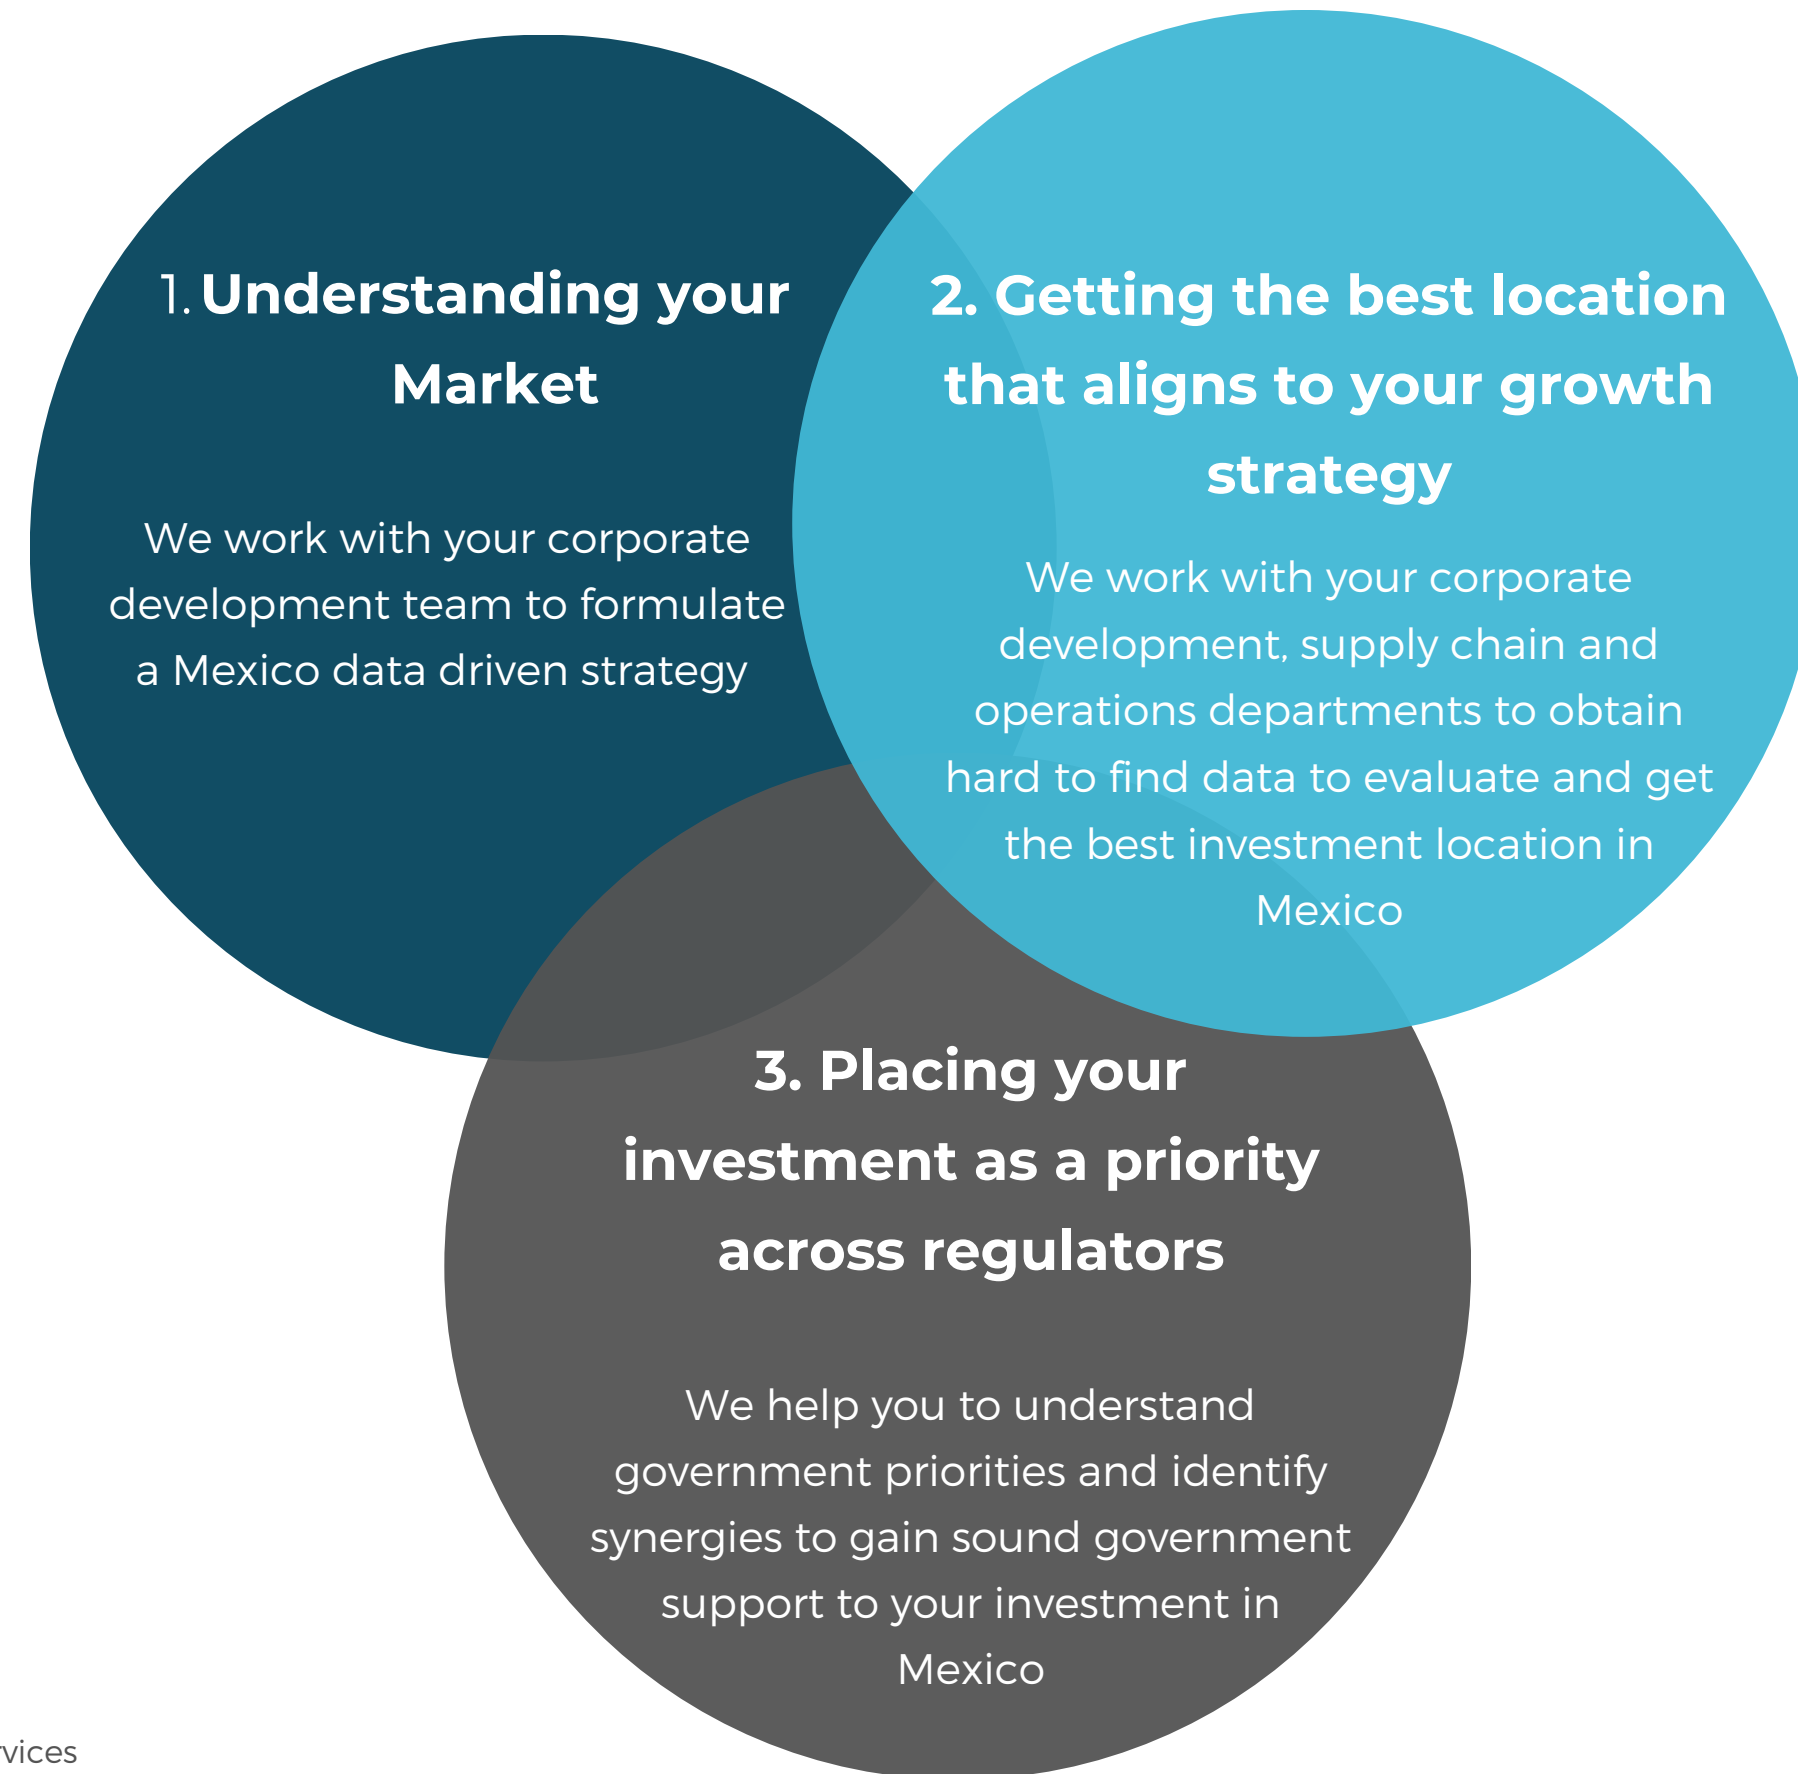 1. Understanding your
Market
We work with your corporate
development team to formulate
a Mexico data driven strategy
2. Getting the best location
that aligns to your growth
strategy
We work with your corporate
development, supply chain and
operations departments to obtain
hard to find data to evaluate and get
the best investment location in
Mexico
3. Placing your
investment as a priority
across regulators
We help you to understand
government priorities and identify
synergies to gain sound government
support to your investment in
Mexico